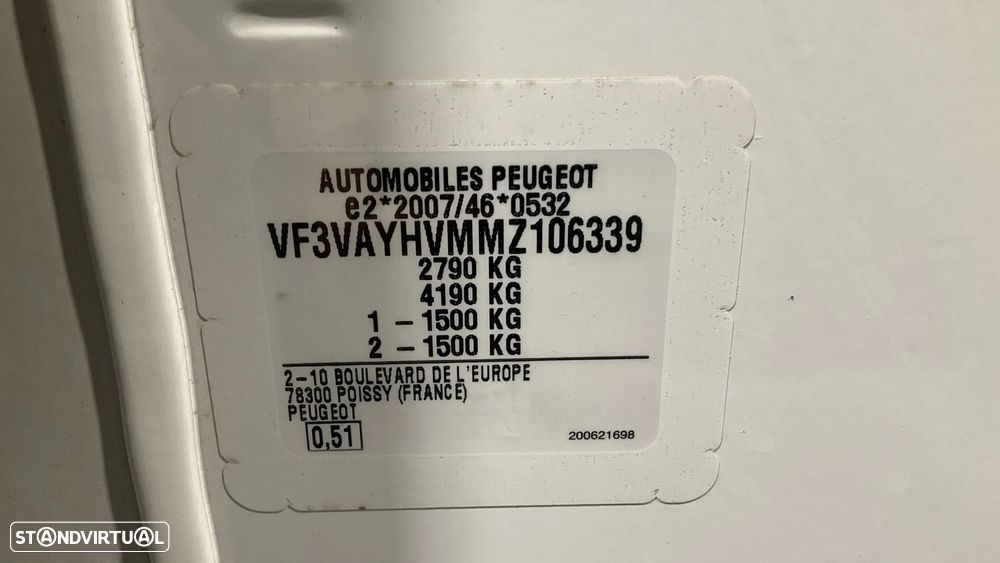 AUTOMOBILES PEUGEOT
e2*2007/46*0532
VF3VAYHVMMZ106339
2790 KG
4190 KG
1 – 1500 KG
2 – 1500 KG
2–10 BOULEVARD DE L'EUROPE
78300 POISSY (FRANCE)
PEUGEOT
0,51
200621698
STANDVIRTUAL